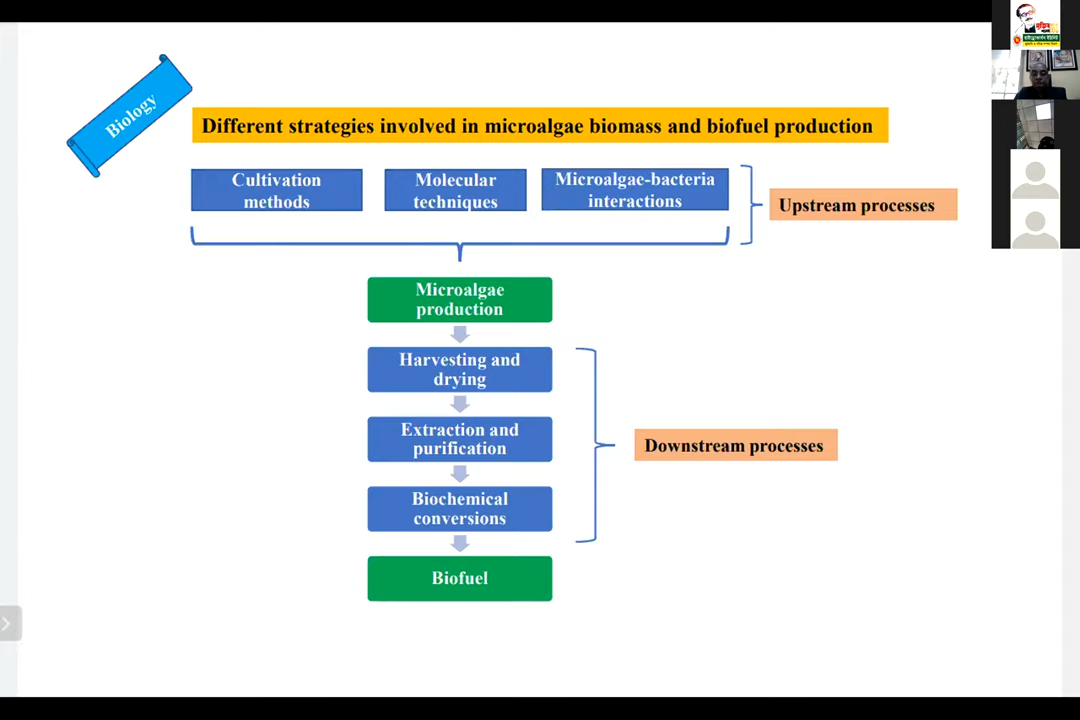 Biology
Different strategies involved in microalgae biomass and biofuel production
Cultivation
methods
Molecular
techniques
Microalgae-bacteria
interactions
Upstream processes
Microalgae
production
Harvesting and
drying
Extraction and
purification
Downstream processes
Biochemical
conversions
Biofuel